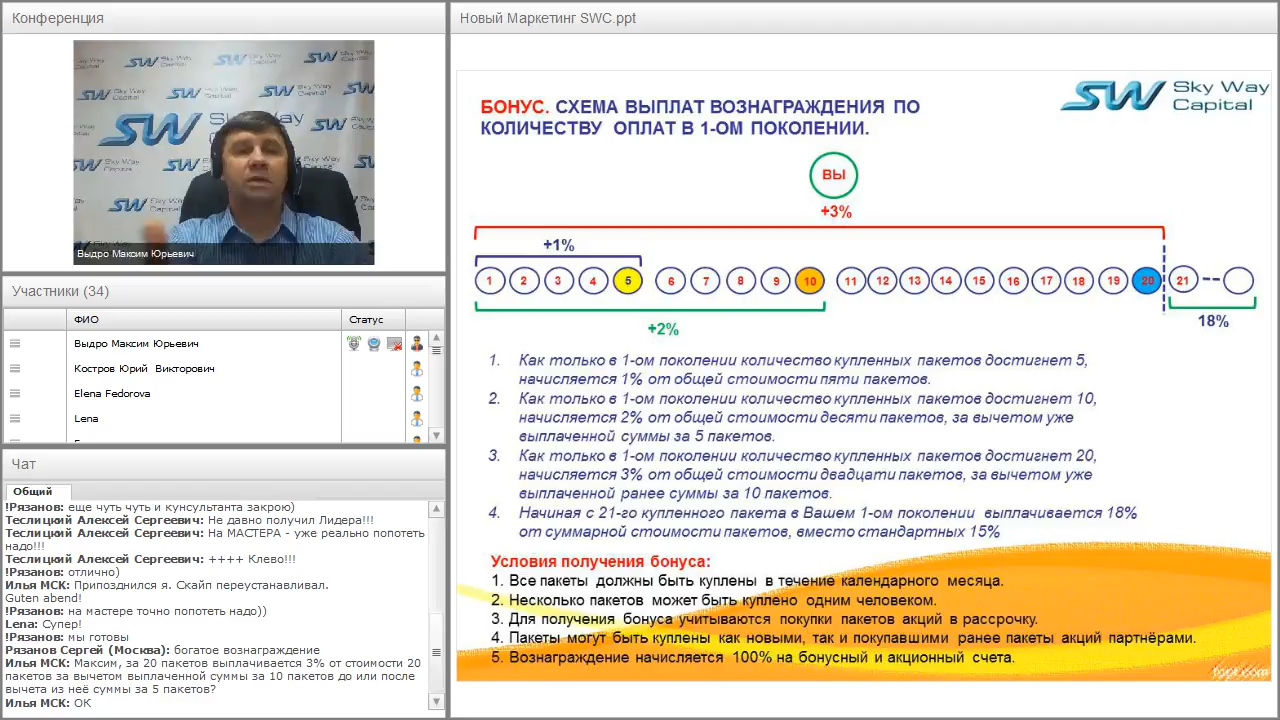 Конференция
Новый Маркетинг SWC.ppt
SW Sky Way
Capital
Выдро Максим Юрьевич
Участники (34)
ФИО
Статус
Выдро Максим Юрьевич
Костров Юрий Викторович
Elena Fedorova
Lena
Чат
Общий
!Рязанов: еще чуть чуть и кунсультанта закрою)
Теслицкий Алексей Сергеевич: Не давно получил Лидера!!!
Теслицкий Алексей Сергеевич: На МАСТЕРА - уже реально попотеть
надо!!!
Теслицкий Алексей Сергеевич: ++++ Клево!!!
!Рязанов: отлично)
Илья МСК: Припозднился я. Скайп переустанавливал.
Guten abend!
!Рязанов: на мастере точно попотеть надо))
Lena: Супер!
!Рязанов: мы готовы
Рязанов Сергей (Москва): богатое вознаграждение
Илья МСК: Максим, за 20 пакетов выплачивается 3% от стоимости 20
пакетов за вычетом выплаченной суммы за 10 пакетов до или после
вычета из неё суммы за 5 пакетов?
Илья МСК: ОК
SW Sky Way
Capital
БОНУС. СХЕМА ВЫПЛАТ ВОЗНАГРАЖДЕНИЯ ПО
КОЛИЧЕСТВУ ОПЛАТ В 1-ОМ ПОКОЛЕНИИ.
ВЫ
+3%
+1%
1 2 3 4 5 6 7 8 9 10 11 12 13 14 15 16 17 18 19 20 21
+2%
18%
1. Как только в 1-ом поколении количество купленных пакетов достигнет 5,
начисляется 1% от общей стоимости пяти пакетов.
2. Как только в 1-ом поколении количество купленных пакетов достигнет 10,
начисляется 2% от общей стоимости десяти пакетов, за вычетом уже
выплаченной суммы за 5 пакетов.
3. Как только в 1-ом поколении количество купленных пакетов достигнет 20,
начисляется 3% от общей стоимости двадцати пакетов, за вычетом уже
выплаченной ранее суммы за 10 пакетов.
4. Начиная с 21-го купленного пакета в Вашем 1-ом поколении выплачивается 18%
от суммарной стоимости пакетов, вместо стандартных 15%
Условия получения бонуса:
1. Все пакеты должны быть куплены в течение календарного месяца.
2. Несколько пакетов может быть куплено одним человеком.
3. Для получения бонуса учитываются покупки пакетов акций в рассрочку.
4. Пакеты могут быть куплены как новыми, так и покупавшими ранее пакеты акций партнёрами.
5. Вознаграждение начисляется 100% на бонусный и акционный счета.